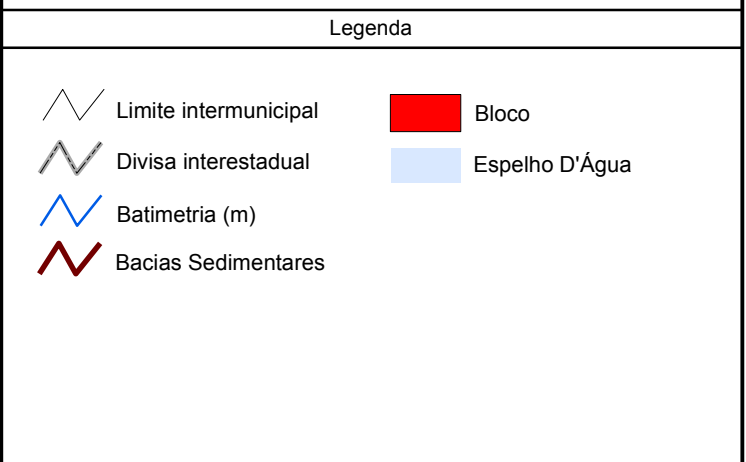 Legenda
Limite intermunicipal
Divisa interestadual
Batimetria (m)
Bacias Sedimentares
Bloco
Espelho D'Água